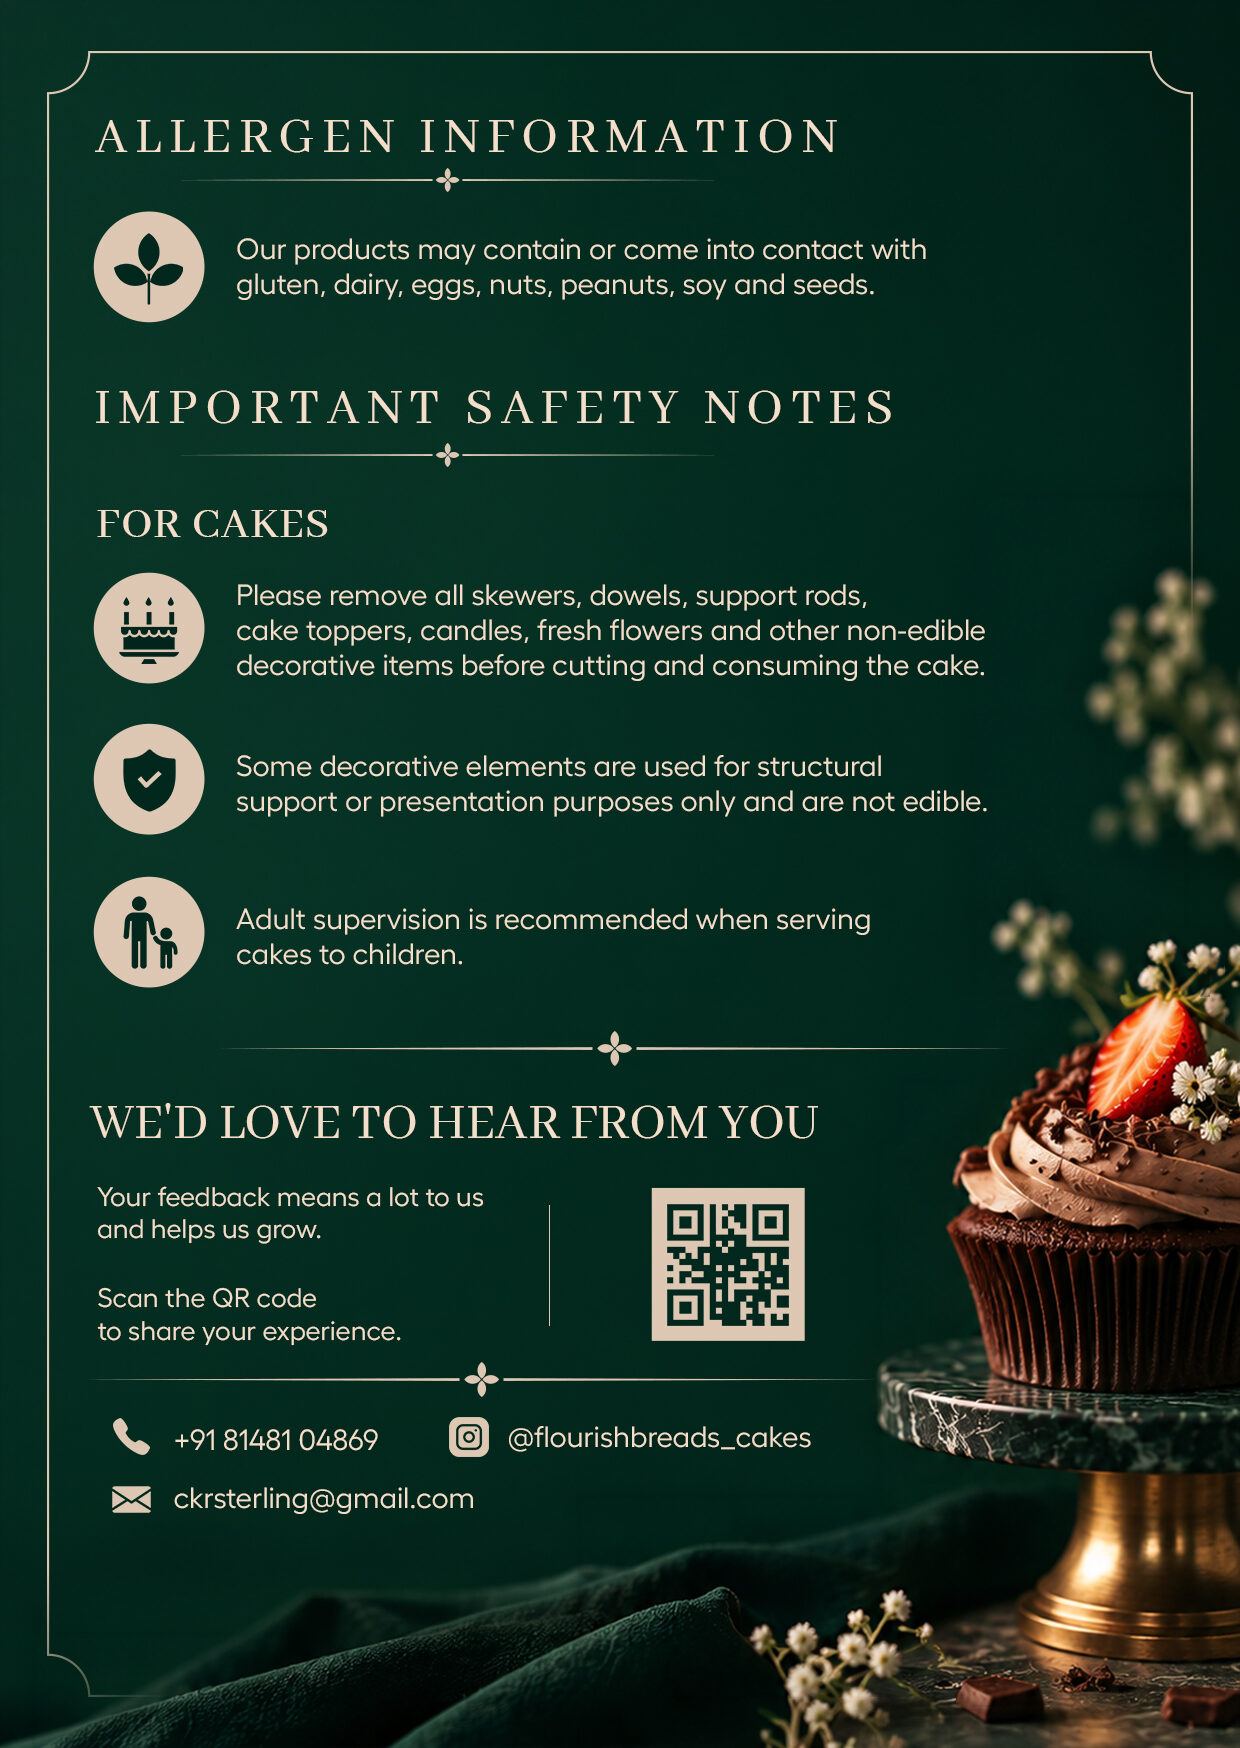 ALLERGEN INFORMATION
Our products may contain or come into contact with
gluten, dairy, eggs, nuts, peanuts, soy and seeds.
IMPORTANT SAFETY NOTES
FOR CAKES
Please remove all skewers, dowels, support rods,
cake toppers, candles, fresh flowers and other non-edible
decorative items before cutting and consuming the cake.
Some decorative elements are used for structural
support or presentation purposes only and are not edible.
Adult supervision is recommended when serving
cakes to children.
WE'D LOVE TO HEAR FROM YOU
Your feedback means a lot to us
and helps us grow.
Scan the QR code
to share your experience.
+91 81481 04869
@flourishbreads_cakes
ckrsterling@gmail.com